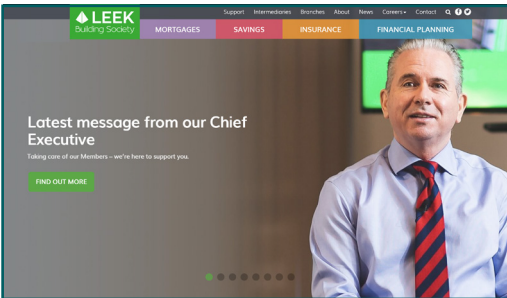 Support Intermediaries Branches About News Careers Contact
LEEK
Building Society
MORTGAGES SAVINGS INSURANCE FINANCIAL PLANNING
Latest message from our Chief
Executive
Taking care of our Members – we're here to support you.
FIND OUT MORE